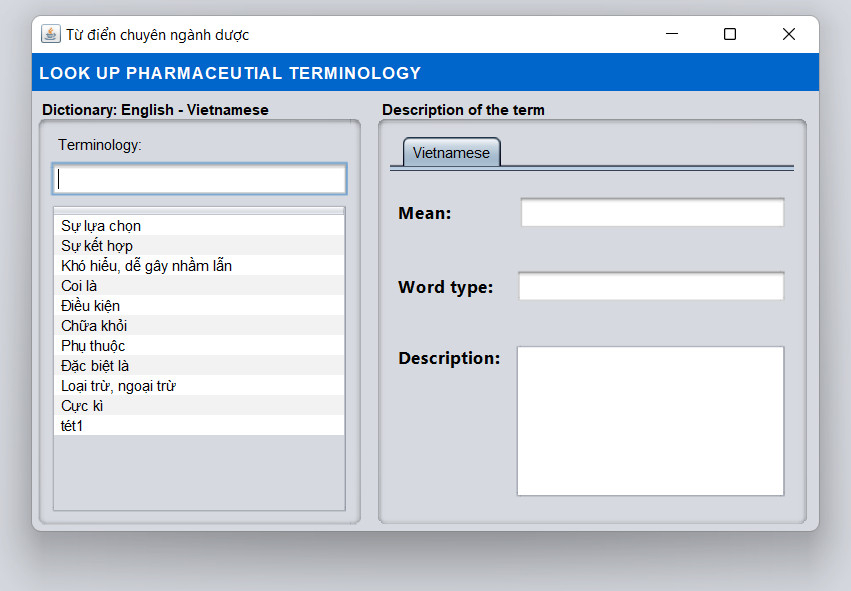 Từ điển chuyên ngành dược
LOOK UP PHARMACEUTIAL TERMINOLOGY
Dictionary: English - Vietnamese
Terminology:
Sự lựa chọn
Sự kết hợp
Khó hiểu, dễ gây nhầm lẫn
Coi là
Điều kiện
Chữa khỏi
Phụ thuộc
Đặc biệt là
Loại trừ, ngoại trừ
Cực kì
tét1
Description of the term
Vietnamese
Mean:
Word type:
Description: